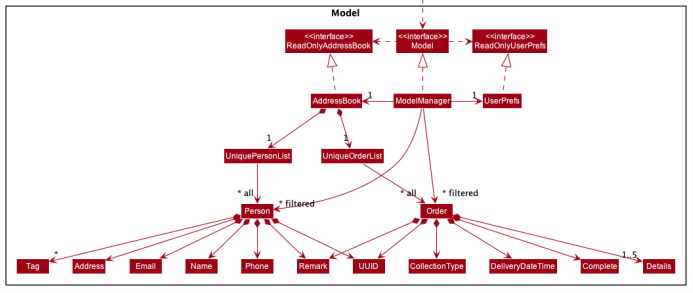 Model
<<interface>>
ReadOnlyAddressBook
<<interface>>
Model
<<interface>>
ReadOnlyUserPrefs
AddressBook
1
ModelManager
1
UserPrefs
1
1
UniquePersonList
UniqueOrderList
* all
* filtered
* all
* filtered
Person
Order
*
1..5
Tag
Address
Email
Name
Phone
Remark
UUID
CollectionType
DeliveryDateTime
Complete
Details